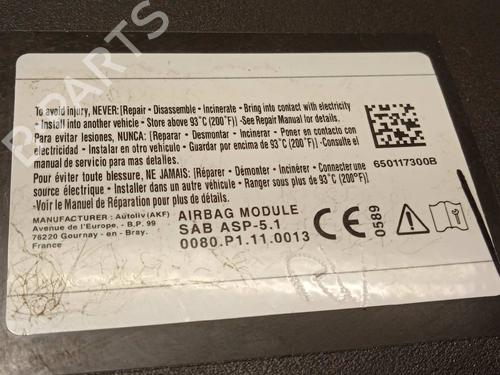 B-PARTS
To avoid injury, NEVER: [Repair - Disassemble - Incinerate - Bring into contact with electricity
- Install into another vehicle - Store above 93°C (200°F)] -See Repair Manual for details.
Para evitar lesiones, NUNCA: [Reparar - Desmontar - Incinerar - Poner en contacto con
electricidad - Instalar en otro vehículo - Guardar por encima de 93°C (200°F)] -Consulte el
manual de servicio para mas detalles.
Pour éviter toute blessure, NE JAMAIS: [Réparer - Démonter - Incinérer - Connecter une
source électrique - Installer dans un autre véhicule - Ranger sous plus de 93°C (200°F)]
-Voir le Manuel de Réparation pour plus de détails.
650117300B
MANUFACTURER : Autoliv (AKF)
Avenue de l'Europe, - B.P. 99
76220 Gournay - en - Bray.
France
AIRBAG MODULE
SAB ASP-5.1
0080.P1.11.0013
CE
0589